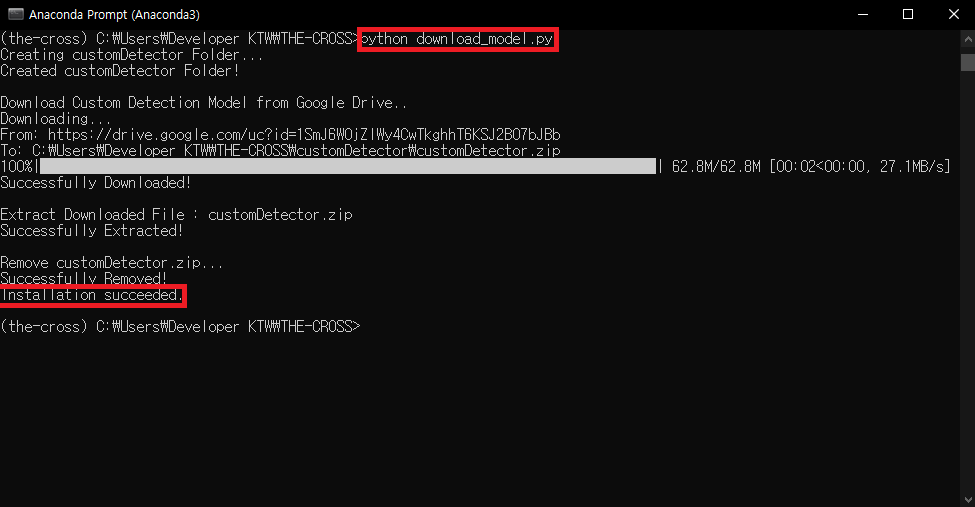 Anaconda Prompt (Anaconda3)
(the-cross) C:₩Users₩Developer KTW₩THE-CROSS>python download_model.py
Creating customDetector Folder...
Created customDetector Folder!
Download Custom Detection Model from Google Drive..
Downloading...
From: https://drive.google.com/uc?id=1SmJ6WOjZlWy4CwTkghhT6KSJ2BO7bJBb
To: C:₩Users₩Developer KTW₩THE-CROSS₩customDetector₩customDetector.zip
100%| | 62.8M/62.8M [00:02<00:00, 27.1MB/s]
Successfully Downloaded!
Extract Downloaded File : customDetector.zip
Successfully Extracted!
Remove customDetector.zip...
Successfully Removed!
Installation succeeded.
(the-cross) C:₩Users₩Developer KTW₩THE-CROSS>